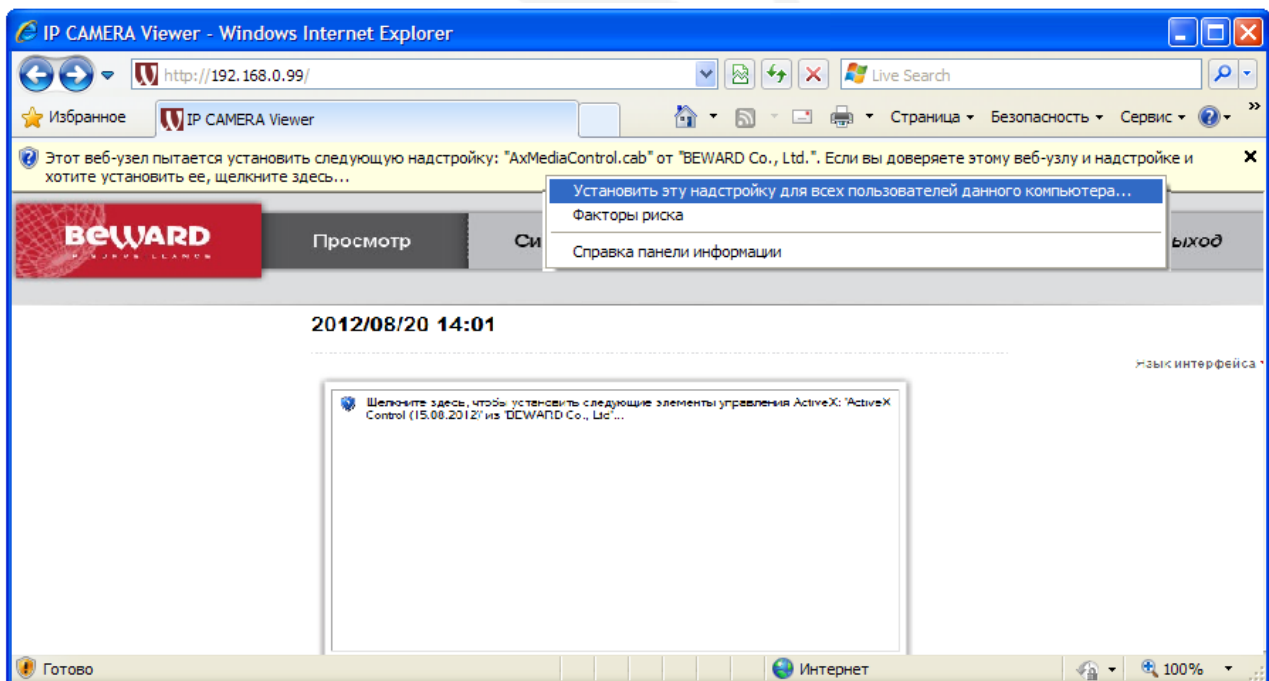 IP CAMERA Viewer - Windows Internet Explorer
http://192.168.0.99/
Live Search
Избранное
IP CAMERA Viewer
Страница
Безопасность
Сервис
Этот веб-узел пытается установить следующую надстройку: "AxMediaControl.cab" от "BEWARD Co., Ltd.". Если вы доверяете этому веб-узлу и надстройке и
хотите установить ее, щелкните здесь...
Установить эту надстройку для всех пользователей данного компьютера...
Факторы риска
Справка панели информации
BEWARD
Просмотр
Си
ыход
2012/08/20 14:01
Язык интерфейса
Щелкните здесь, чтобы установить следующие элементы управления ActiveX: 'ActiveX
Control (15.08.2012)' из 'BEWARD Co., Ltd'...
Готово
Интернет
100%